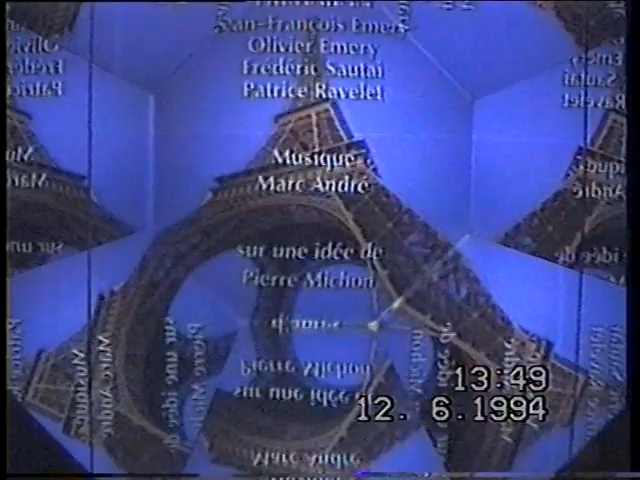 Jean-François Emery
Olivier Emery
Frédéric Sautai
Patrice Ravelet
Musique
Marc André
sur une idée de
Pierre Michon
13:49
12. 6.1994